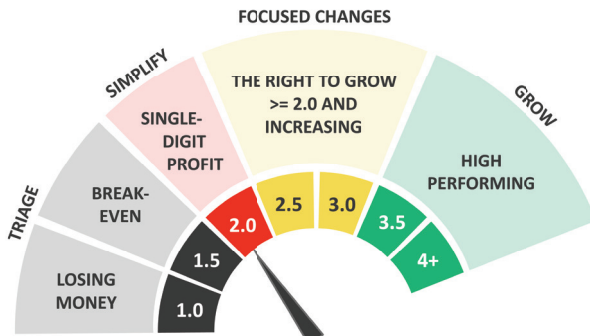 FOCUSED CHANGES
SIMPLIFY
GROW
TRIAGE
THE RIGHT TO GROW
>= 2.0 AND
INCREASING
SINGLE-
DIGIT
PROFIT
HIGH
PERFORMING
BREAK-
EVEN
LOSING
MONEY
1.0
1.5
2.0
2.5
3.0
3.5
4+